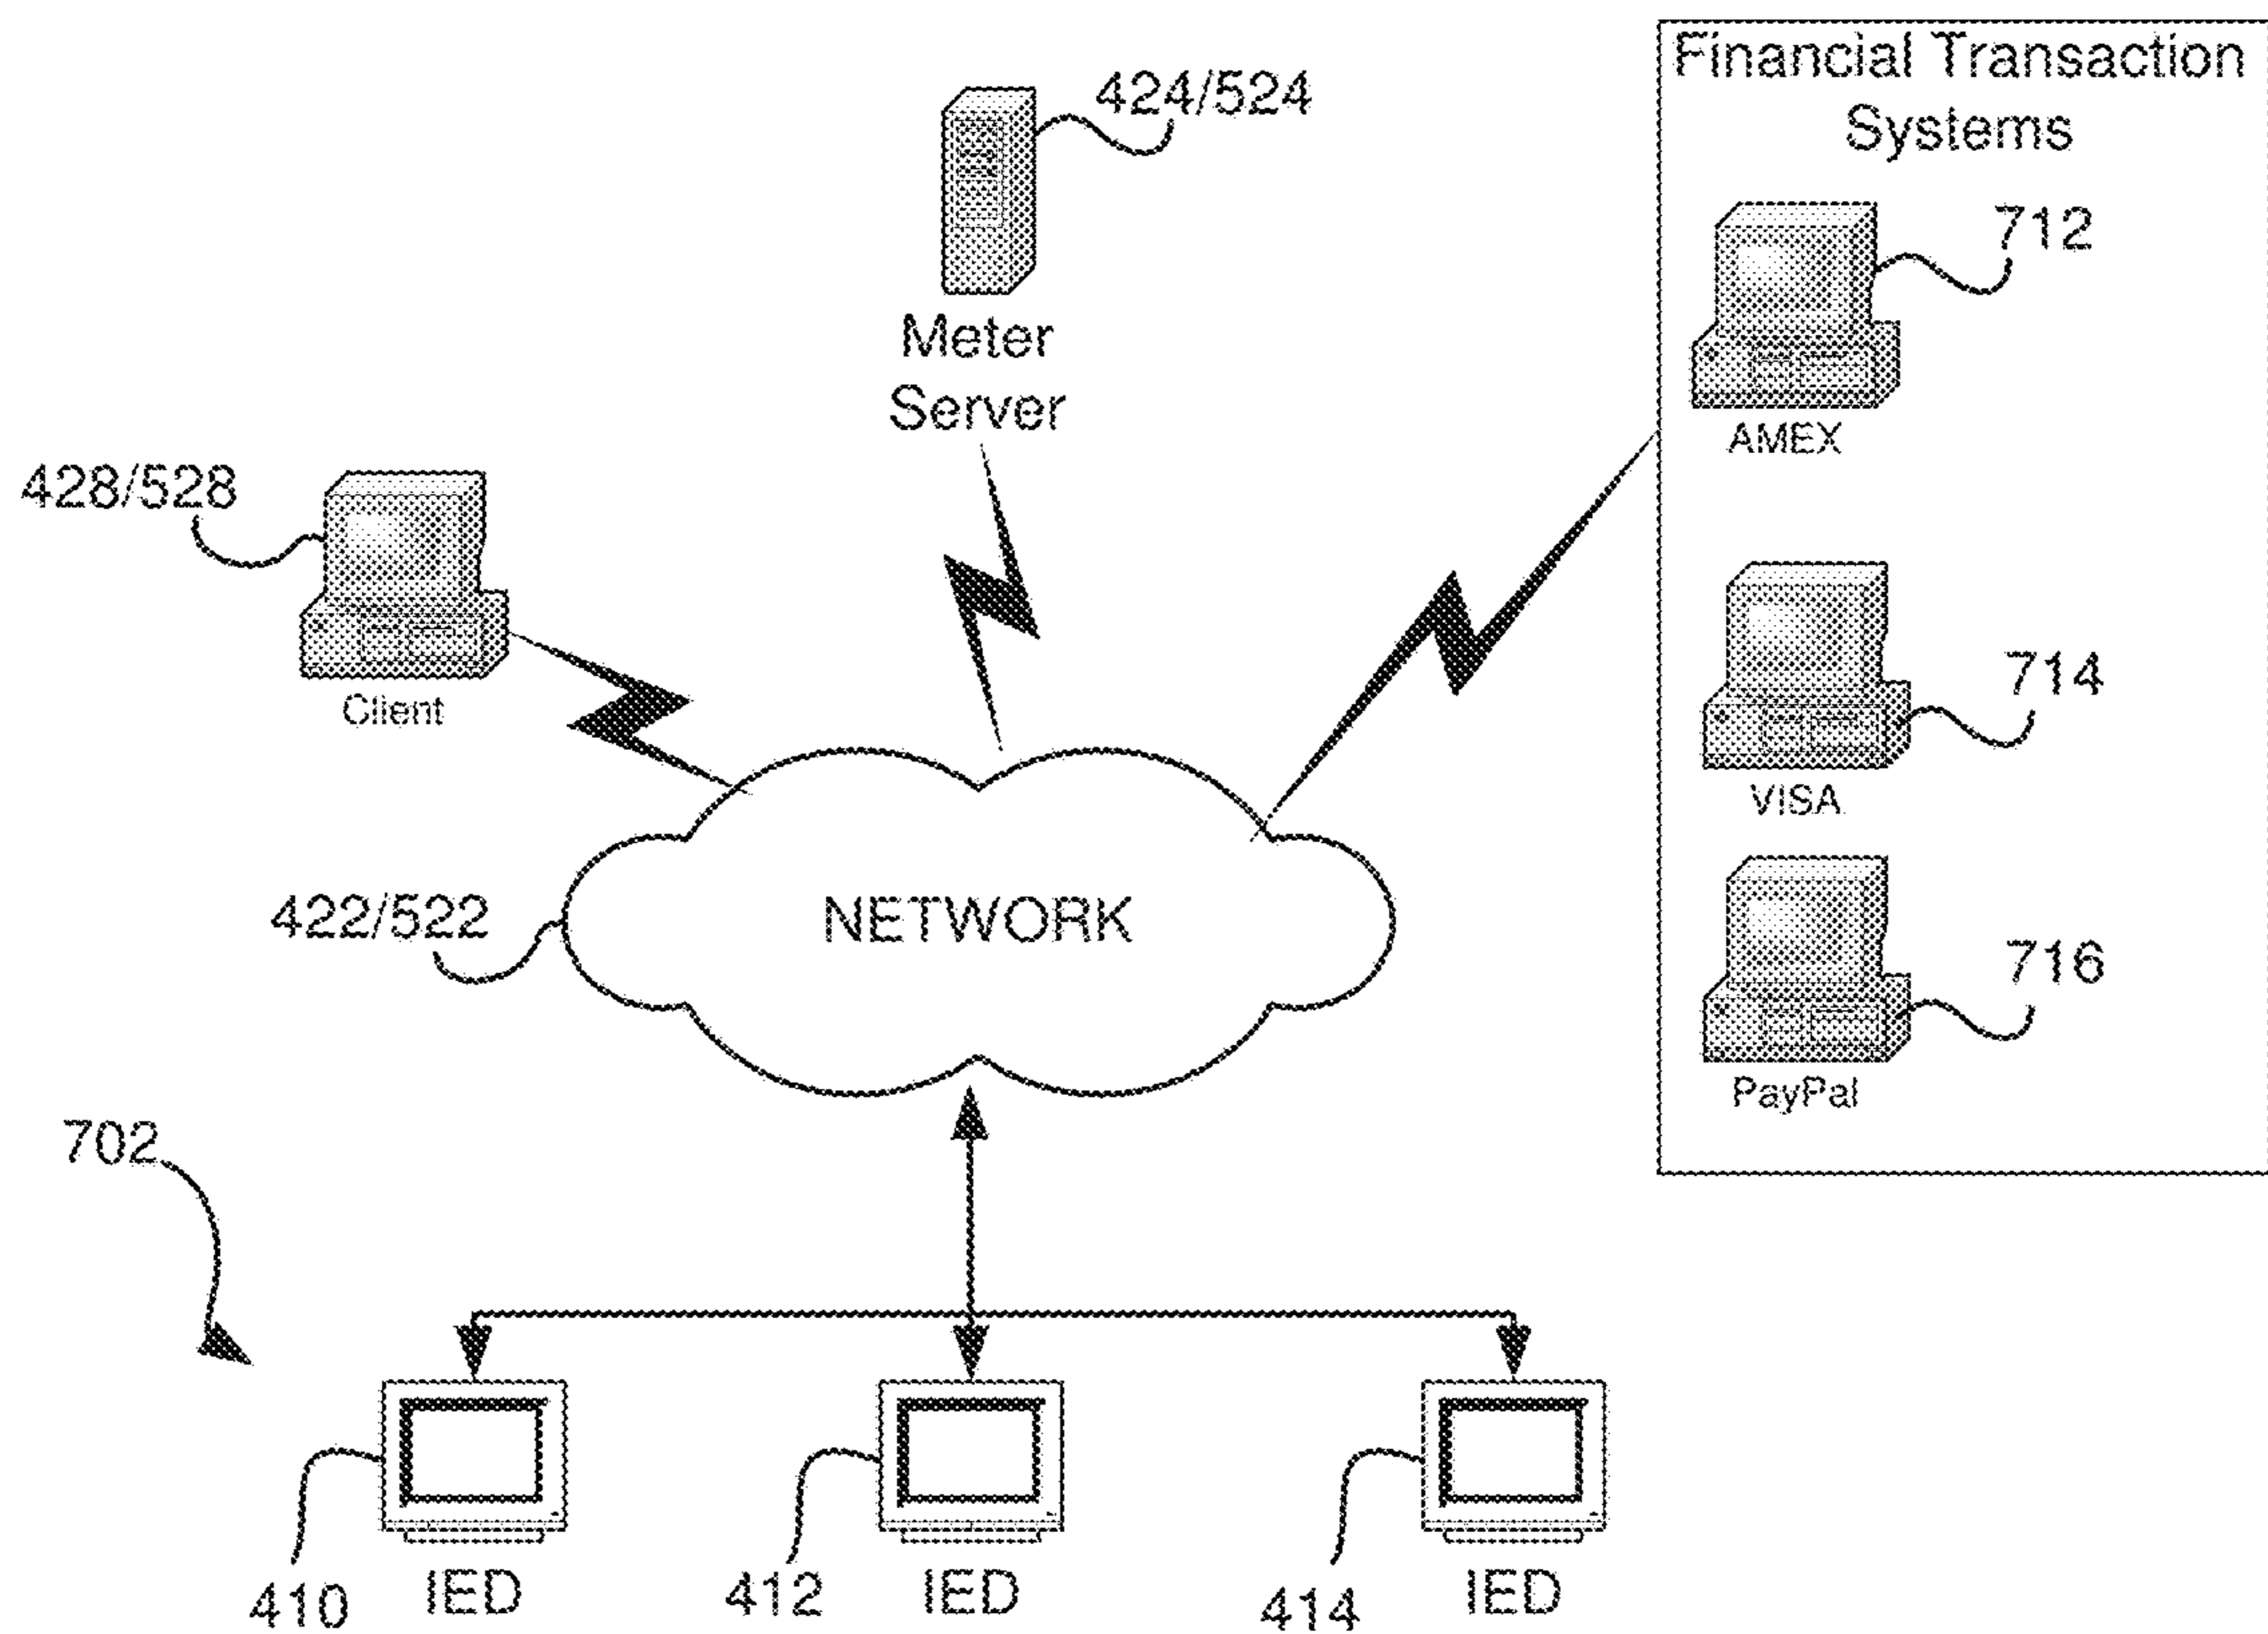 Financial Transaction
Systems
424/524
712
Meter
Server
AMEX
428/528
Client
714
VISA
422/522
NETWORK
716
PayPal
702
410
IED
412
IED
414
IED